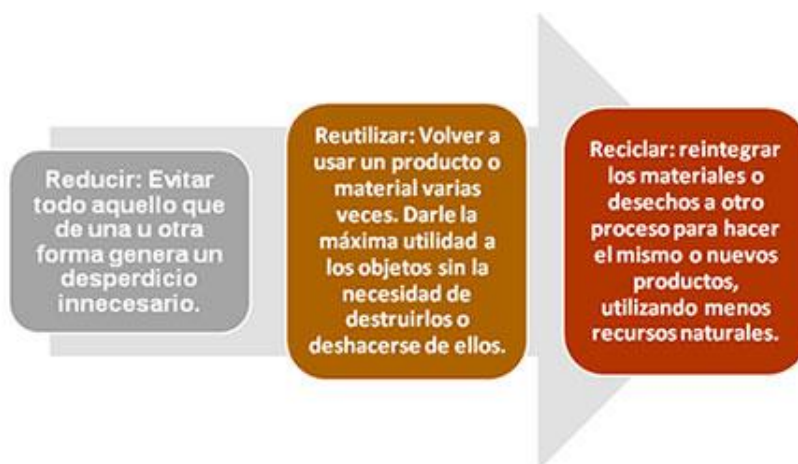 Reducir: Evitar
todo aquello que
de una u otra
forma genera un
desperdicio
innecesario.
Reutilizar: Volver a
usar un producto o
material varias
veces. Darle la
máxima utilidad a
los objetos sin la
necesidad de
destruirlos o
deshacerse de ellos.
Reciclar: reintegrar
los materiales o
desechos a otro
proceso para hacer
el mismo o nuevos
productos,
utilizando menos
recursos naturales.